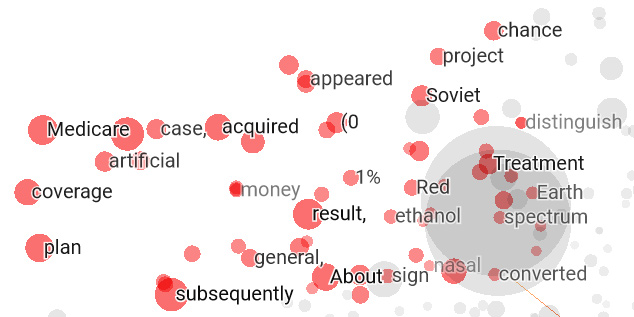 chance
project
appeared
Soviet
(0
distinguish
Medicare
case,
acquired
artificial
Treatment
1%
Red
Earth
coverage
money
result,
ethanol
spectrum
plan
general,
nasal
About
sign
converted
subsequently